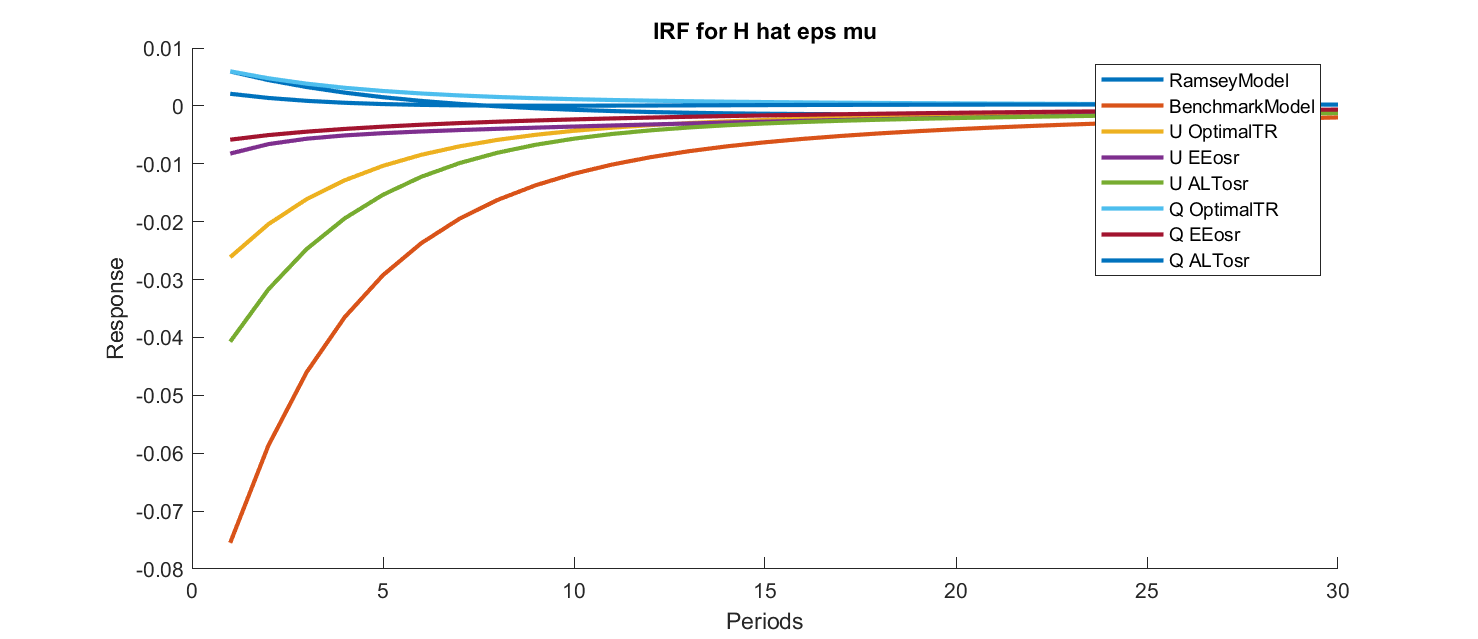 IRF for H hat eps mu
0.01
0
-0.01
-0.02
-0.03
-0.04
-0.05
-0.06
-0.07
-0.08
Response
RamseyModel
BenchmarkModel
U OptimalTR
U EEosr
U ALTosr
Q OptimalTR
Q EEosr
Q ALTosr
0 5 10 15 20 25 30
Periods